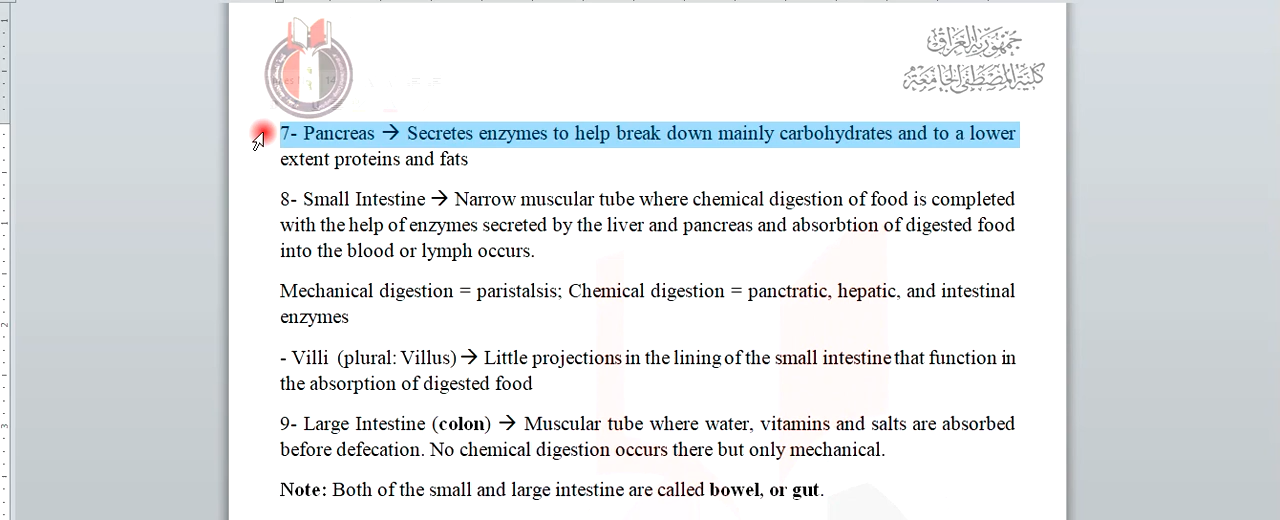 جمهورية العراق
كلية المصطفى الجامعة
7- Pancreas → Secretes enzymes to help break down mainly carbohydrates and to a lower
extent proteins and fats
8- Small Intestine → Narrow muscular tube where chemical digestion of food is completed
with the help of enzymes secreted by the liver and pancreas and absorbtion of digested food
into the blood or lymph occurs.
Mechanical digestion = paristalsis; Chemical digestion = panctratic, hepatic, and intestinal
enzymes
- Villi (plural: Villus) → Little projections in the lining of the small intestine that function in
the absorption of digested food
9- Large Intestine (colon) → Muscular tube where water, vitamins and salts are absorbed
before defecation. No chemical digestion occurs there but only mechanical.
Note: Both of the small and large intestine are called bowel, or gut.